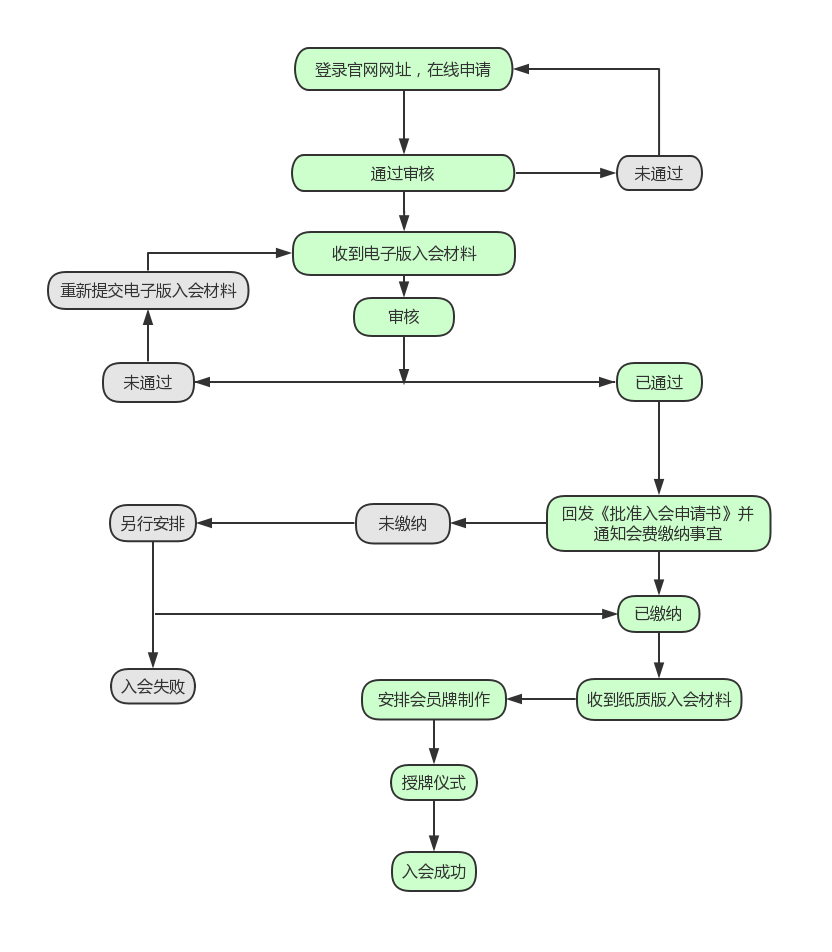 登录官网网址，在线申请
通过审核
未通过
收到电子版入会材料
重新提交电子版入会材料
审核
未通过
已通过
回发《批准入会申请书》并
通知会费缴纳事宜
未缴纳
另行安排
已缴纳
入会失败
收到纸质版入会材料
安排会员牌制作
授牌仪式
入会成功